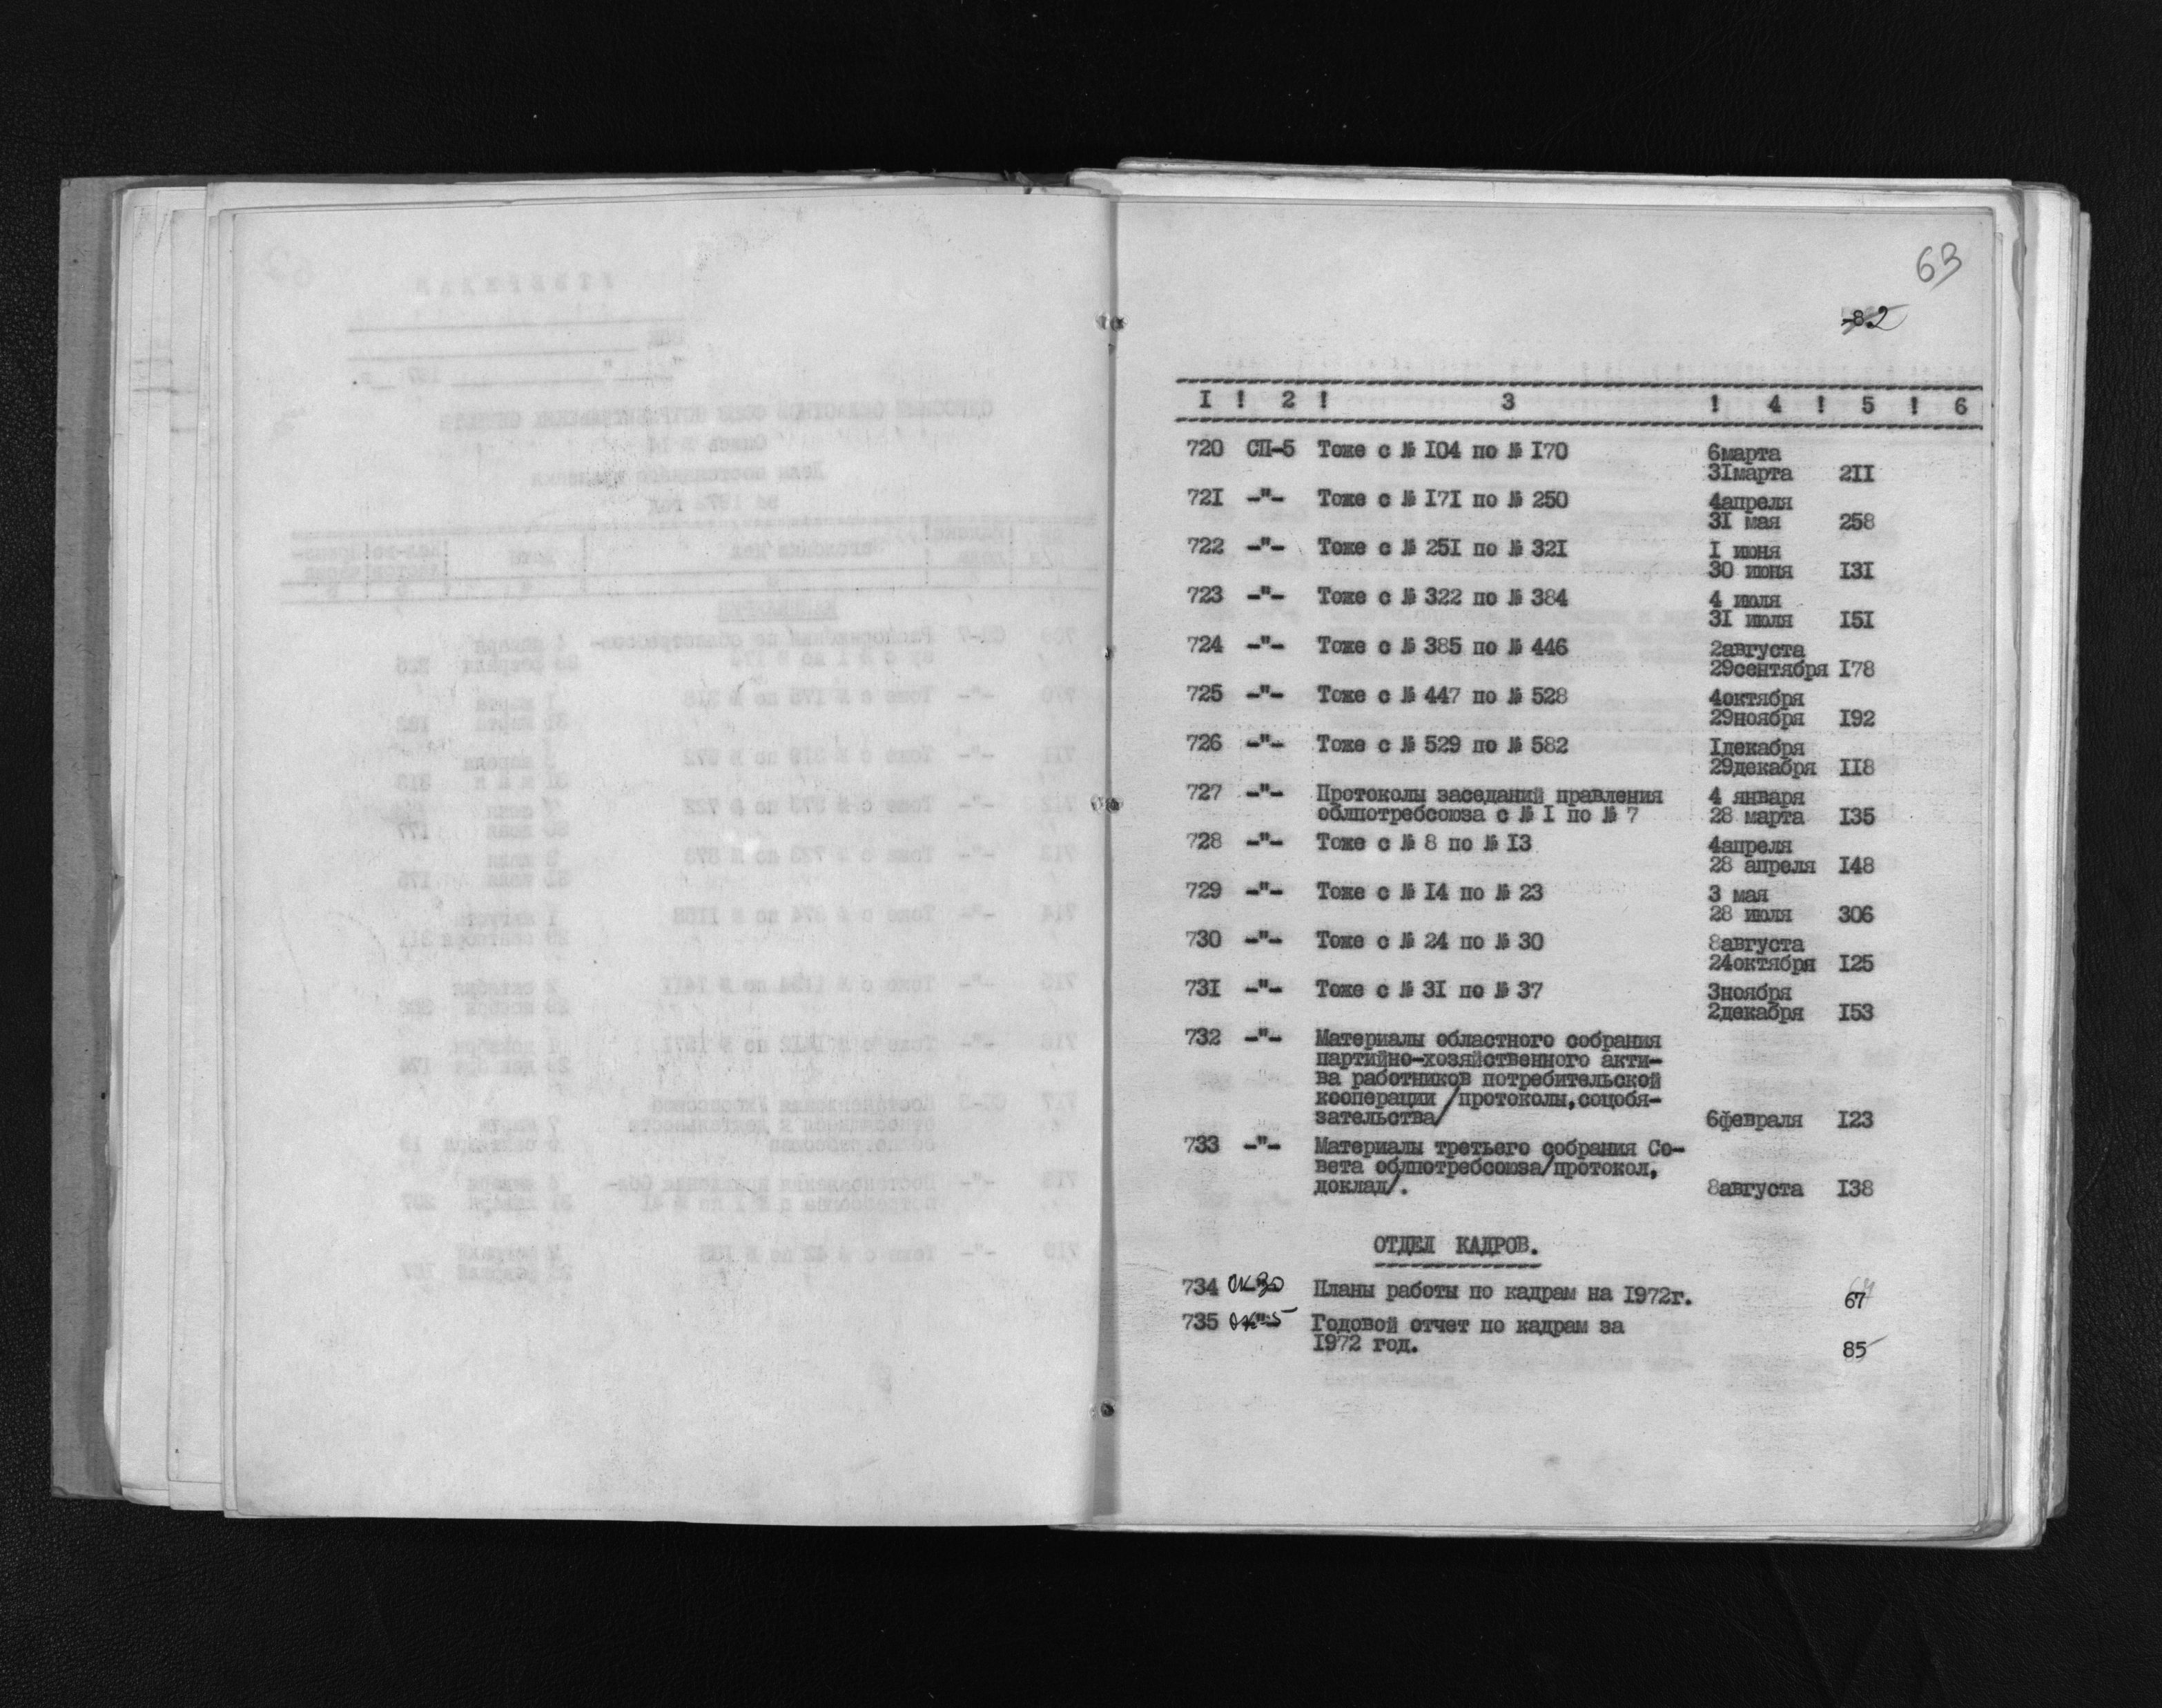 63
-82
I ! 2 ! 3 ! 4 ! 5 ! 6
720 СП-5 Тоже с № I04 по № I70 6марта
3Iмарта 2II
72I -"- Тоже с № I7I по № 250 4апреля
3I мая 258
722 -"- Тоже с № 25I по № 32I I июня
30 июня I3I
723 -"- Тоже с № 322 по № 384 4 июля
3I июля I5I
724 -"- Тоже с № 385 по № 446 2августа
29сентября I78
725 -"- Тоже с № 447 по № 528 4октября
29ноября I92
726 -"- Тоже с № 529 по № 582 Iдекабря
29декабря II8
727 -"- Протоколы заседаний правления 4 января
облпотребсоюза с № I по № 7 28 марта I35
728 -"- Тоже с № 8 по № I3 4апреля
28 апреля I48
729 -"- Тоже с № I4 по № 23 3 мая
28 июля 306
730 -"- Тоже с № 24 по № 30 8августа
24октября I25
73I -"- Тоже с № 3I по № 37 3ноября
2декабря I53
732 -"- Материалы областного собрания
партийно-хозяйственного акти-
ва работников потребительской
кооперации /протоколы,соцобя-
зательства/ 6февраля I23
733 -"- Материалы третьего собрания Со-
вета облпотребсоюза/протокол,
доклад/. 8августа I38
ОТДЕЛ КАДРОВ.
734 Планы работы по кадрам на I972г.
67
735 Годовой отчет по кадрам за
I972 год. 85